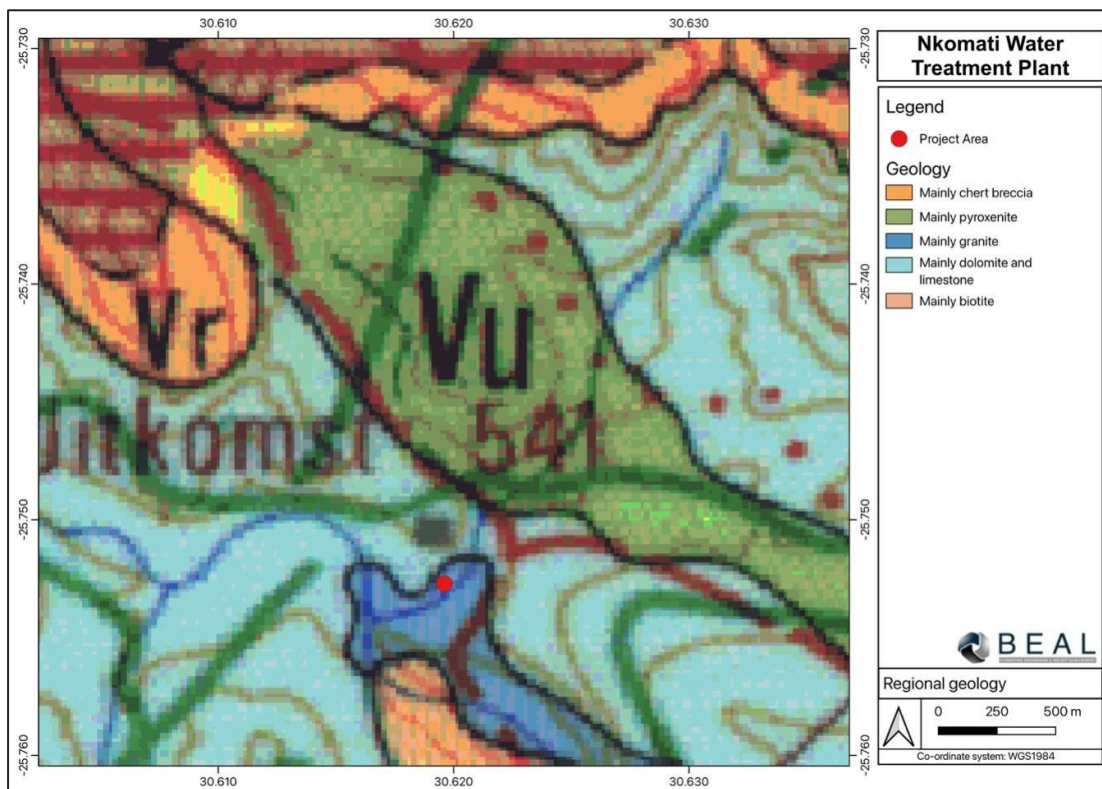 30.610 30.620 30.630
Nkomati Water
Treatment Plant
-25.730 -25.730
Legend
Project Area
Geology
Mainly chert breccia
Mainly pyroxenite
Mainly granite
Mainly dolomite and
limestone
Mainly biotite
-25.740 -25.740
Vr Vu
uitkomst 541
-25.750 -25.750
BEAL
Regional geology
0 250 500 m
-25.760 -25.760
Co-ordinate system: WGS1984
30.610 30.620 30.630